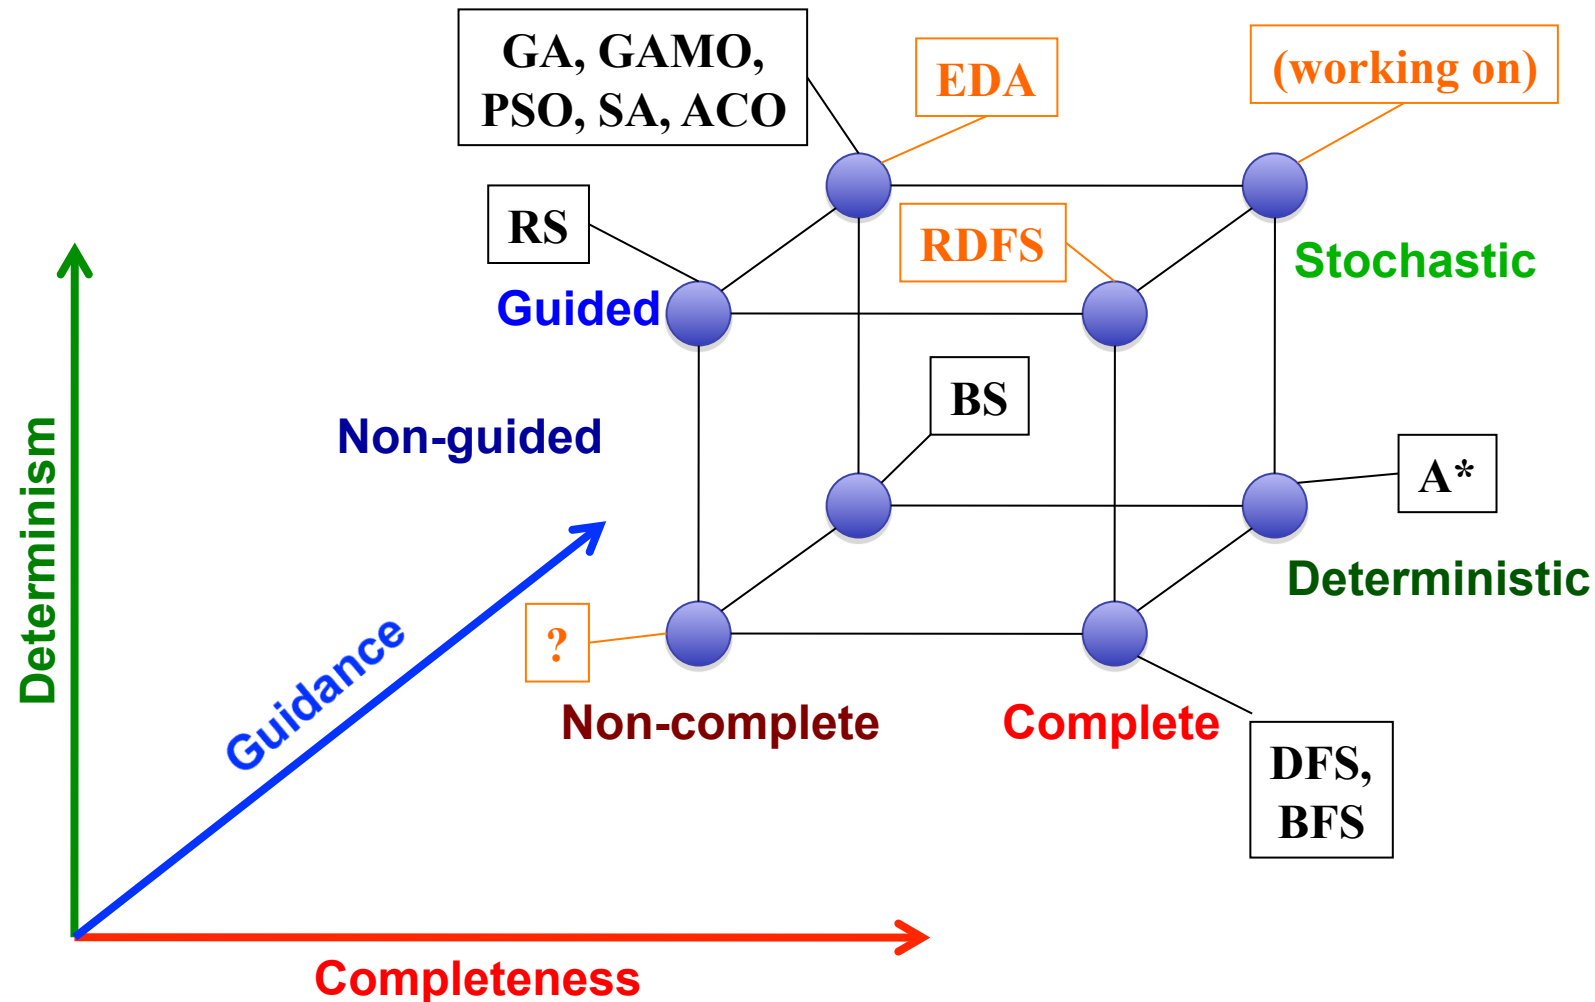 GA, GAMO,
PSO, SA, ACO
EDA
(working on)
RS
RDFS
Stochastic
Guided
BS
Non-guided
A*
Determinism
Deterministic
?
Guidance
Non-complete
Complete
DFS,
BFS
Completeness